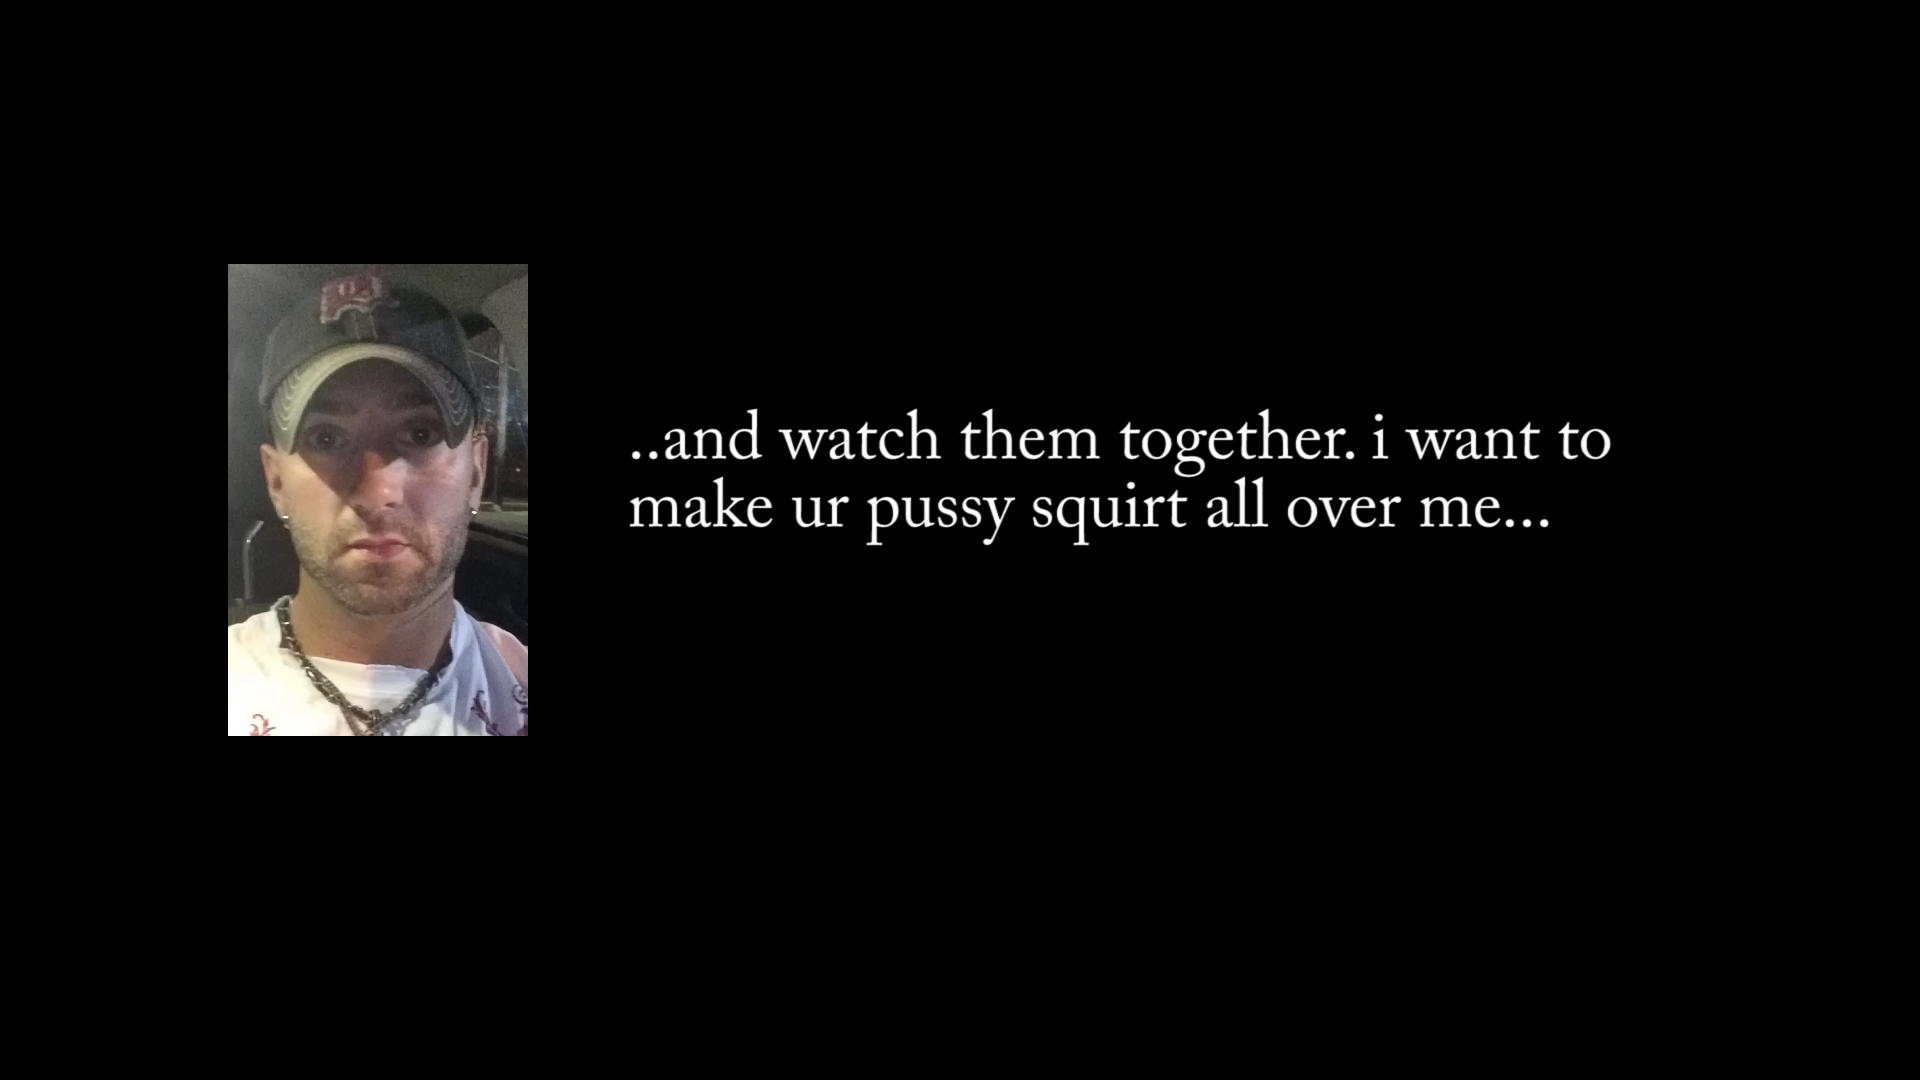 ..and watch them together. i want to
make ur pussy squirt all over me...